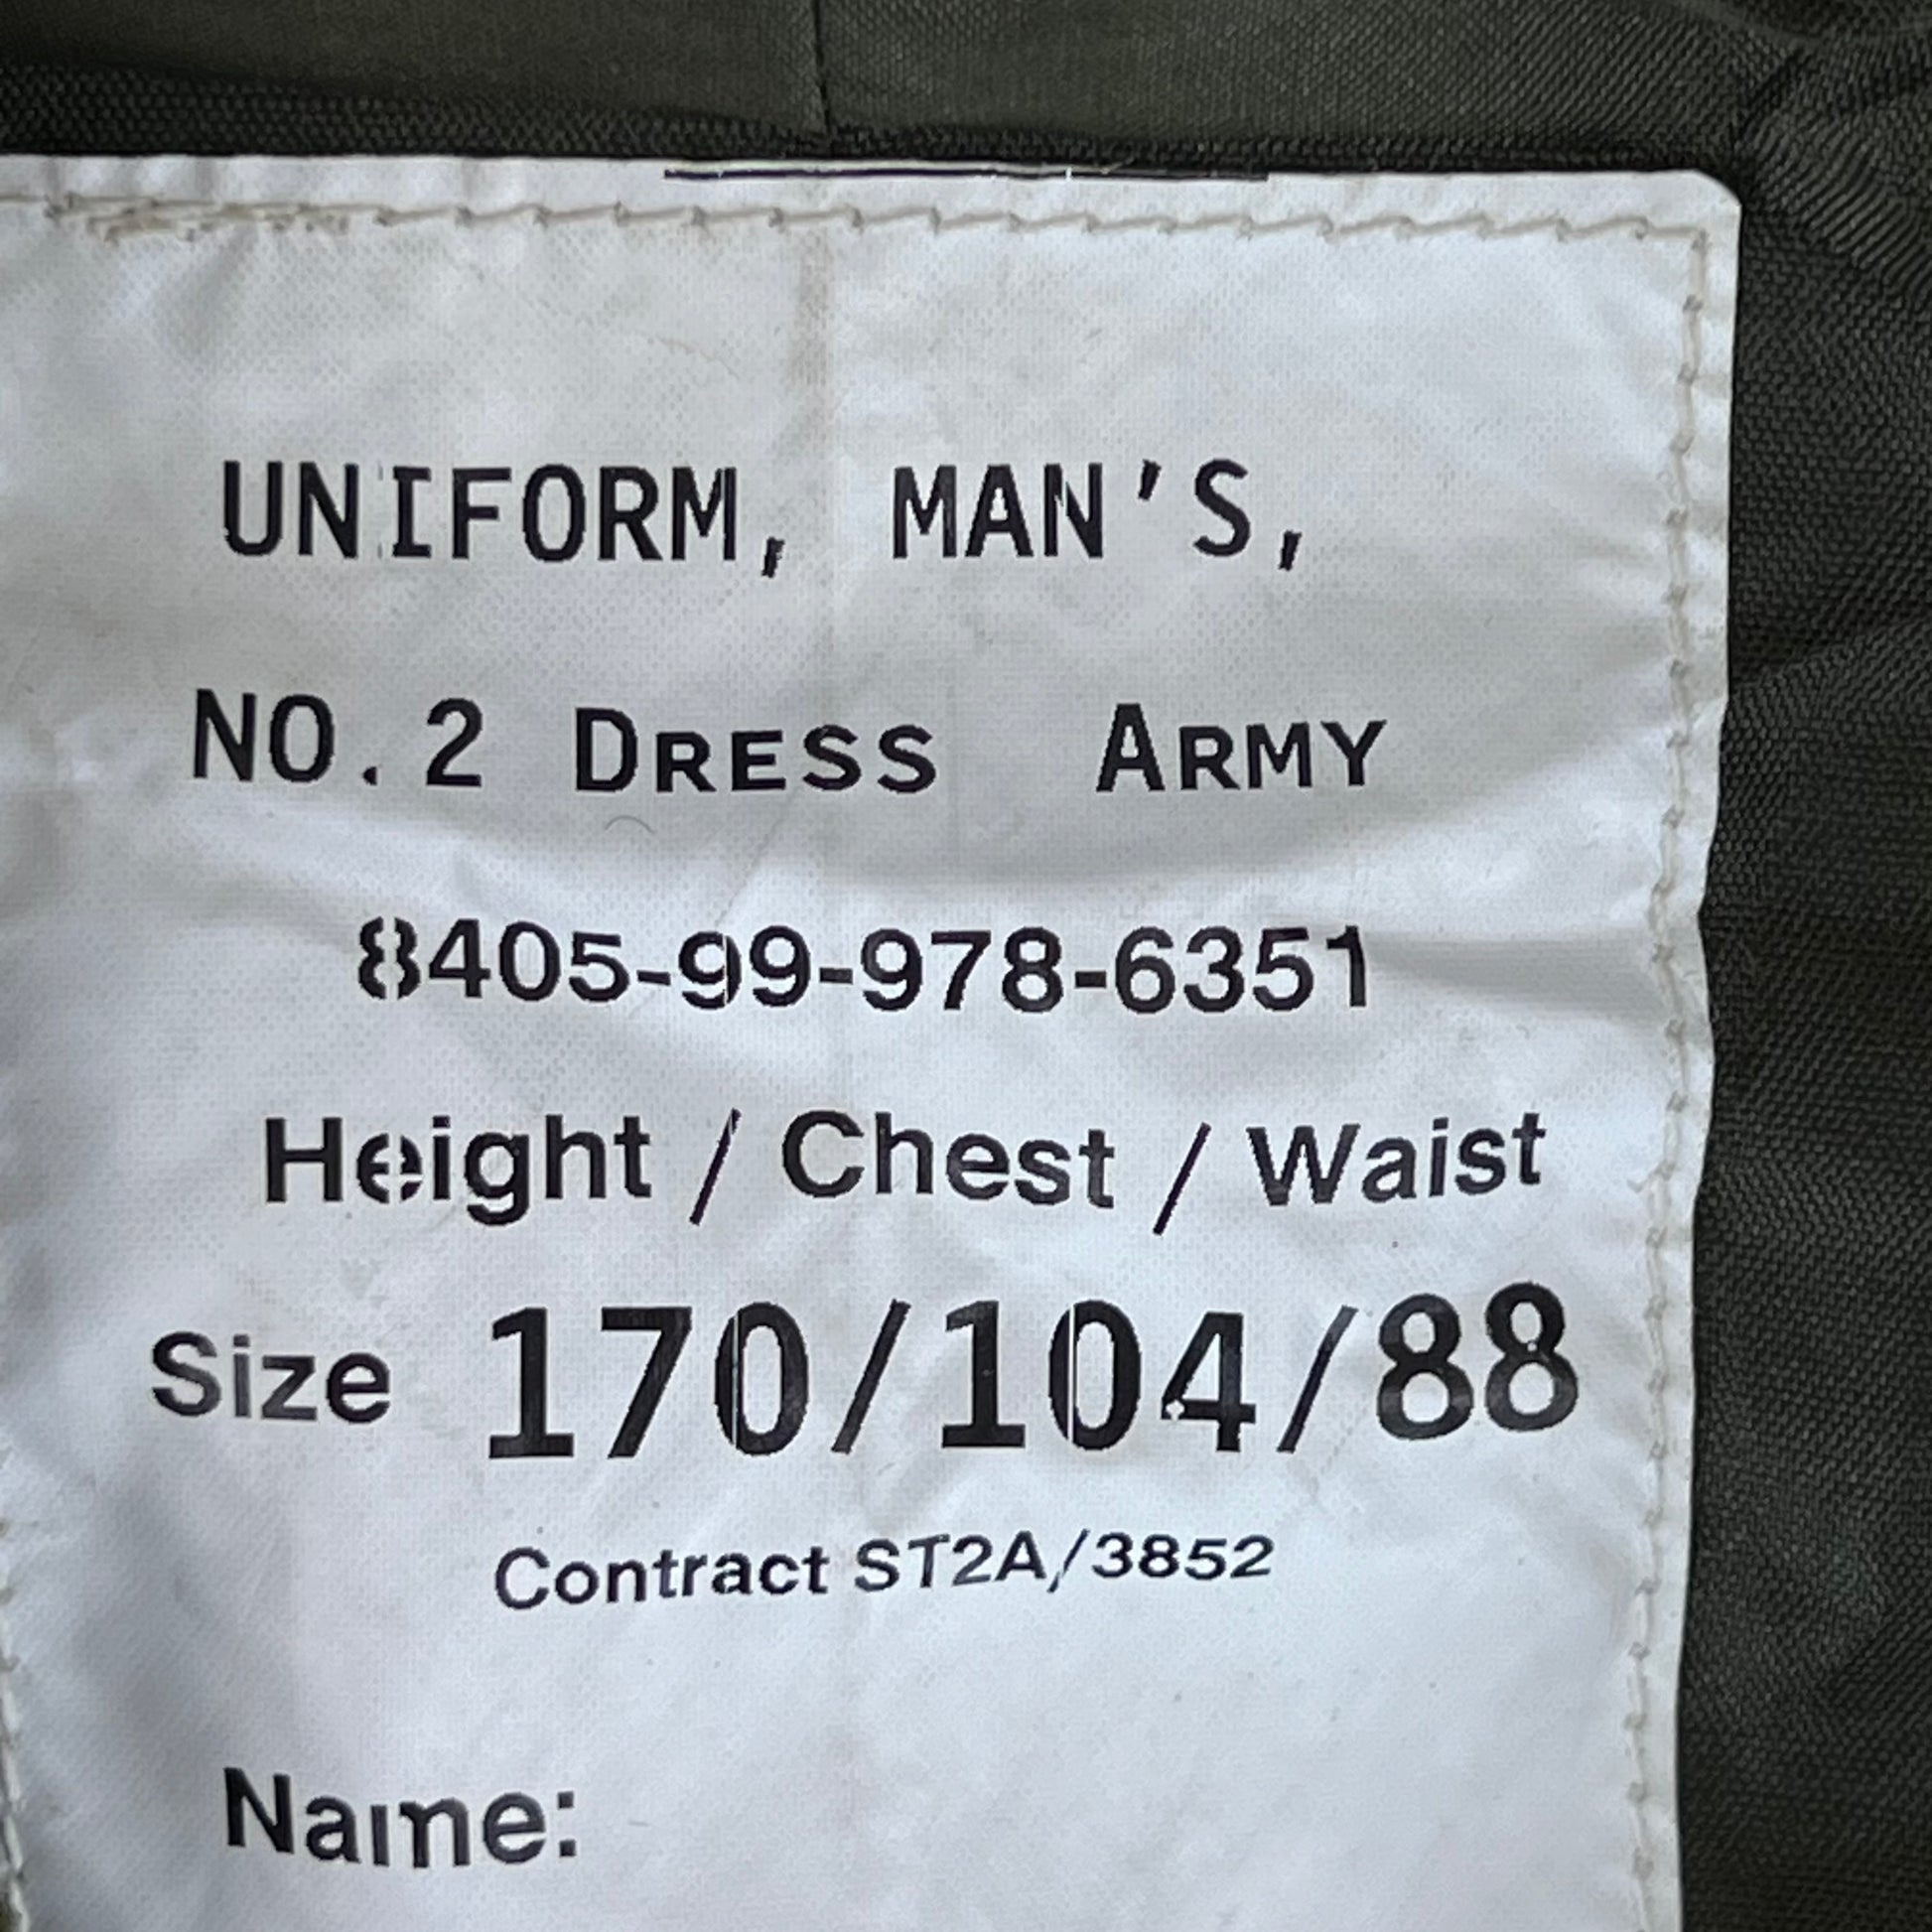 UNIFORM, MAN'S,
NO.2 DRESS ARMY
8405-99-978-6351
Height / Chest / Waist
Size 170/104/88
Contract ST2A/3852
Name: